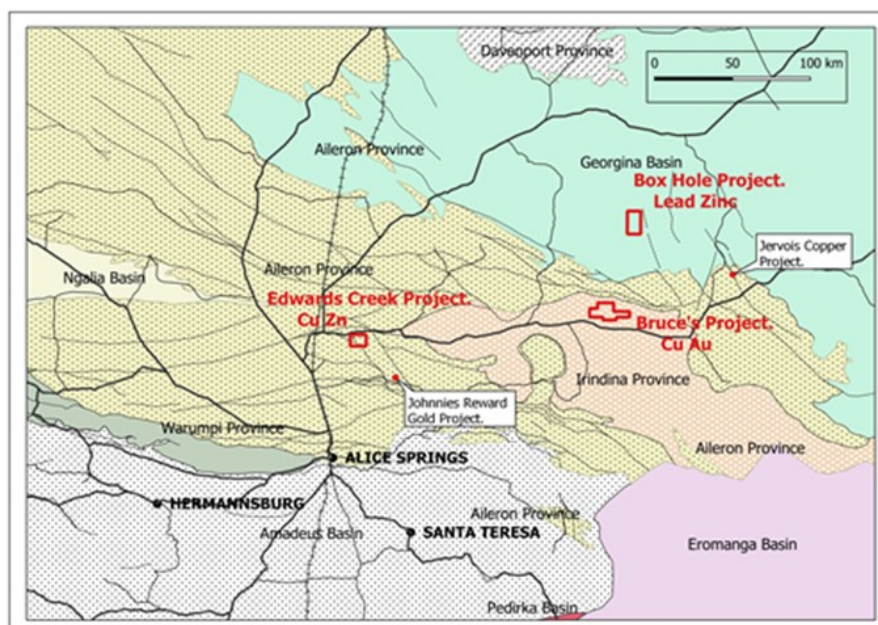 Davenport Province
0 50 100 km
Aileron Province
Georgina Basin
Box Hole Project.
Lead Zinc
Jervois Copper
Project.
Ngalia Basin
Aileron Province
Edwards Creek Project.
Cu Zn
Bruce's Project.
Cu Au
Irindina Province
Johnnies Reward
Gold Project.
Warumpi Province
Aileron Province
ALICE SPRINGS
HERMANNSBURG
Aileron Province
Amadeus Basin
SANTA TERESA
Eromanga Basin
Pedirka Basin